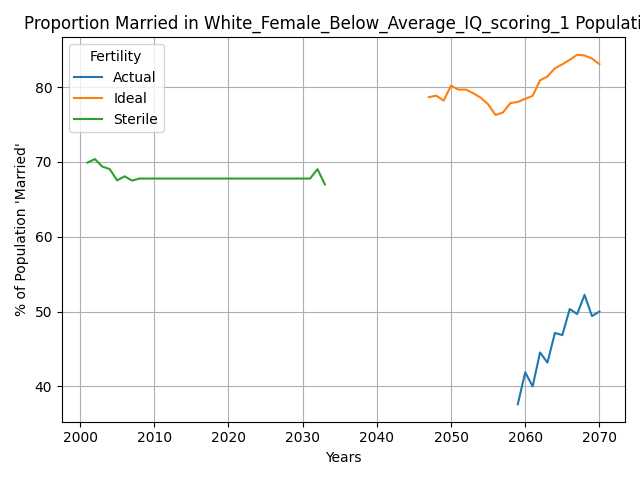 Proportion Married in White_Female_Below_Average_IQ_scoring_1 Populati
Fertility
Actual
Ideal
Sterile
% of Population 'Married'
80
70
60
50
40
2000 2010 2020 2030 2040 2050 2060 2070
Years